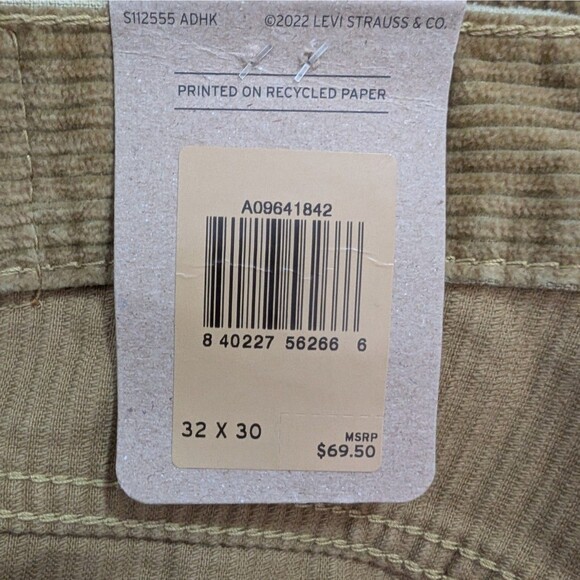 S112555 ADHK ©2022 LEVI STRAUSS & CO.
PRINTED ON RECYCLED PAPER
A09641842
8 40227 56266 6
32 X 30
MSRP
$69.50